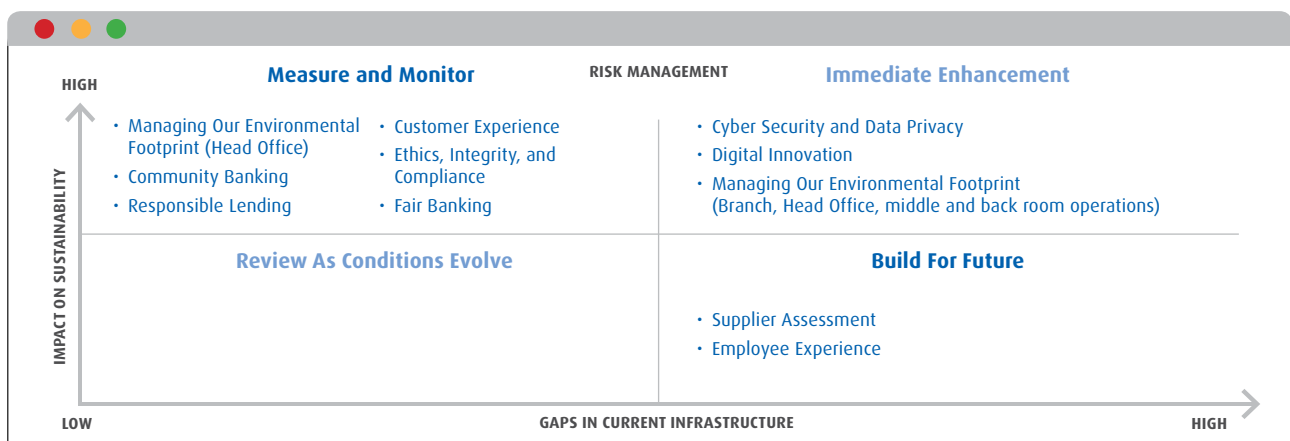 Measure and Monitor
RISK MANAGEMENT
Immediate Enhancement
HIGH
• Managing Our Environmental
Footprint (Head Office)
• Community Banking
• Responsible Lending
• Customer Experience
• Ethics, Integrity, and
Compliance
• Fair Banking
• Cyber Security and Data Privacy
• Digital Innovation
• Managing Our Environmental Footprint
(Branch, Head Office, middle and back room operations)
IMPACT ON SUSTAINABILITY
Review As Conditions Evolve
Build For Future
• Supplier Assessment
• Employee Experience
LOW
GAPS IN CURRENT INFRASTRUCTURE
HIGH